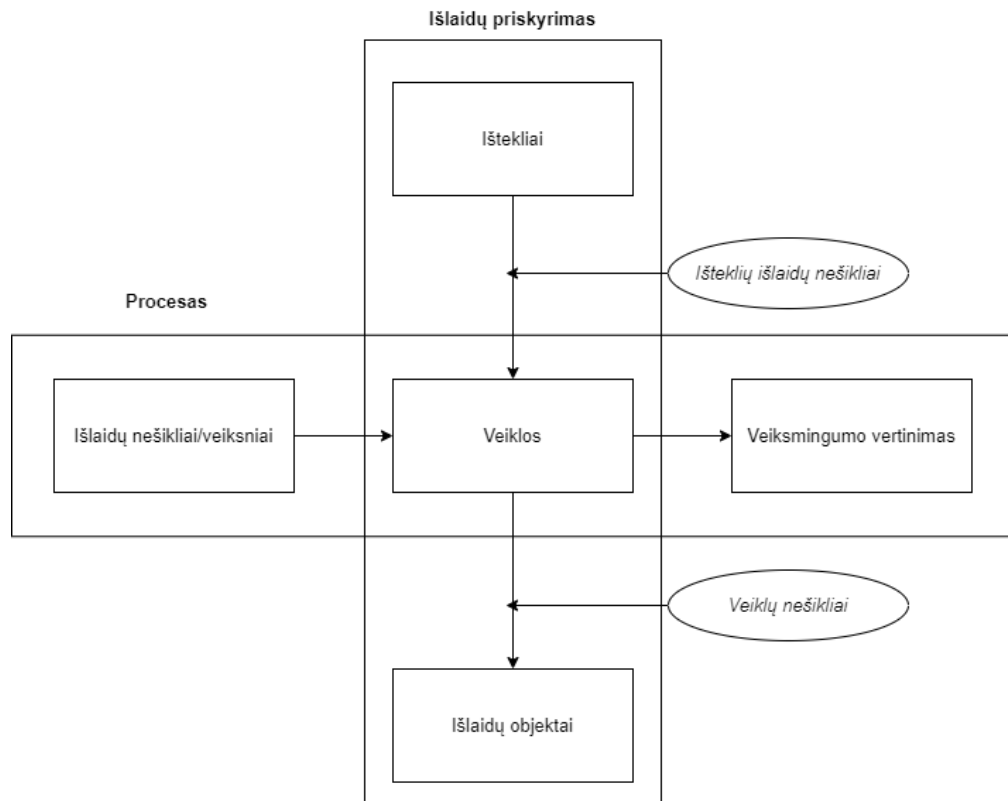 Išlaidų priskyrimas
Ištekliai
Išteklių išlaidų nešikliai
Procesas
Išlaidų nešikliai/veiksniai
Veiklos
Veiksmingumo vertinimas
Veiklų nešikliai
Išlaidų objektai